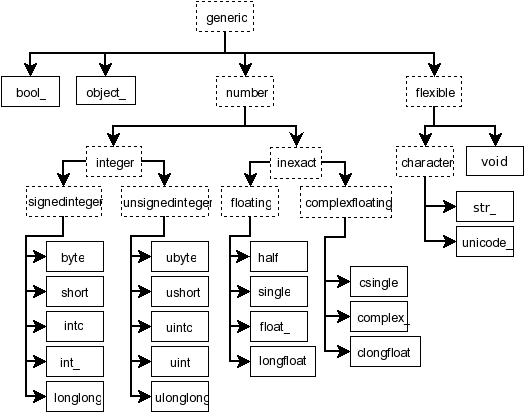 generic
bool_
object_
number
flexible
integer
inexact
character
void
signedinteger
unsignedinteger
floating
complexfloating
str_
unicode_
byte
ubyte
half
short
ushort
single
csingle
intc
uintc
float_
complex_
int_
uint
longfloat
clongfloat
longlong
ulonglong